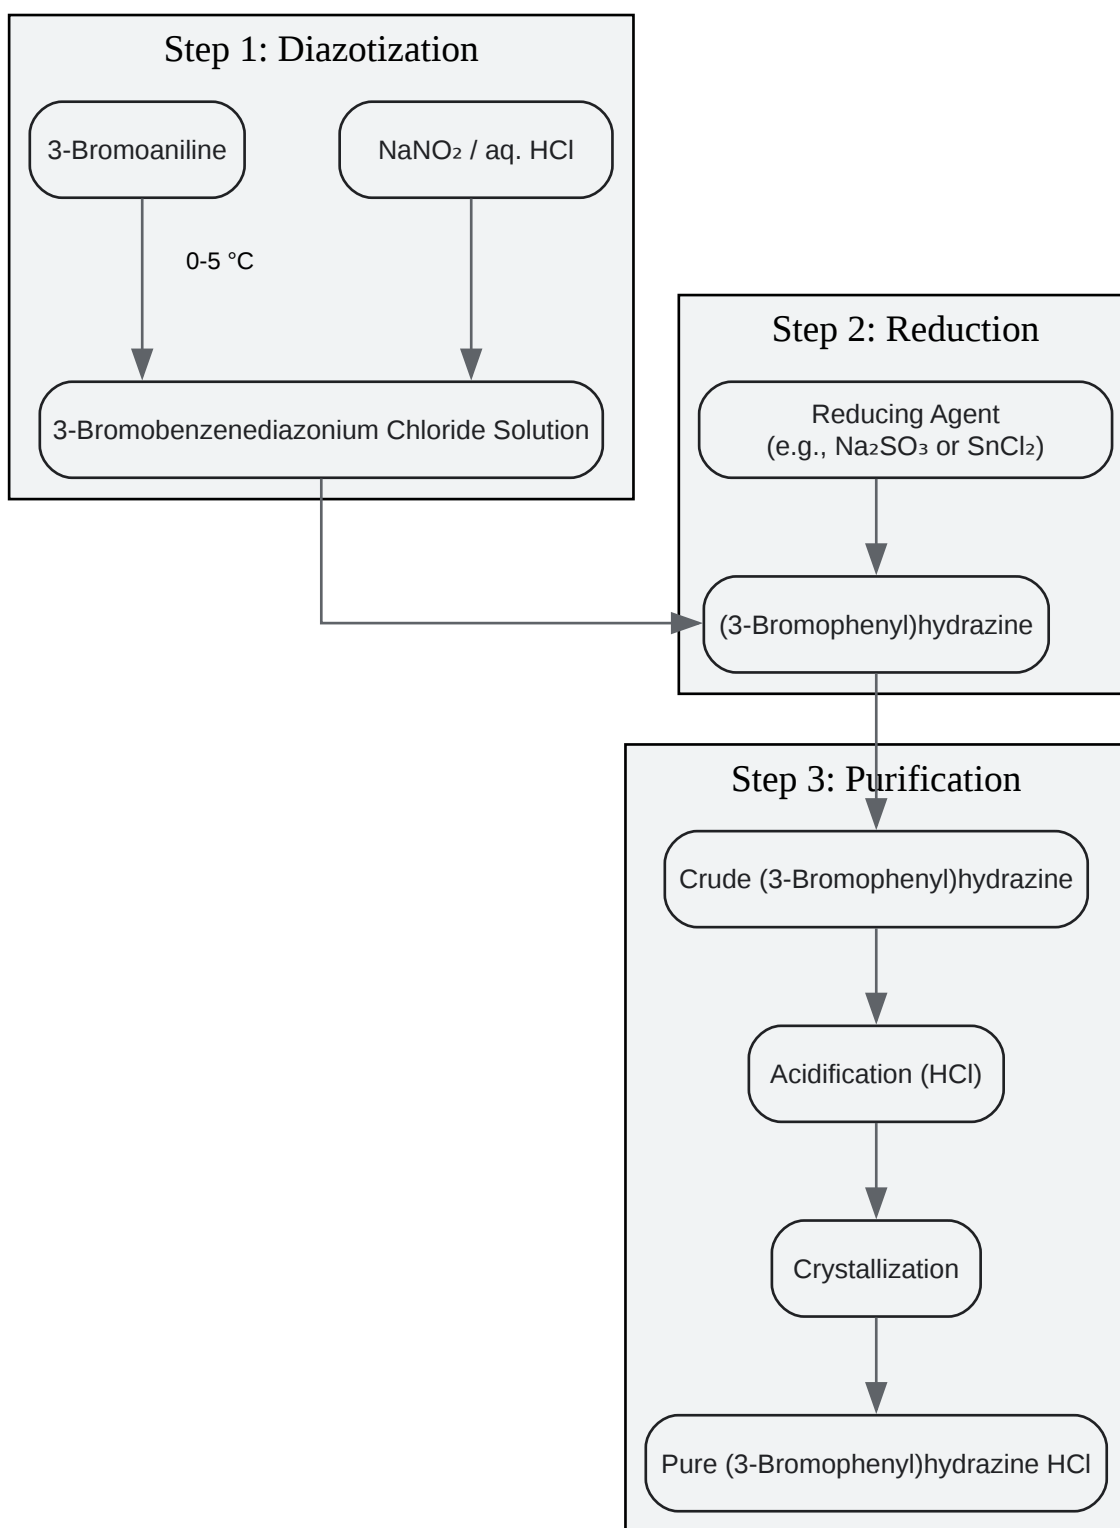 Step 1: Diazotization
3-Bromoaniline
NaNO₂ / aq. HCl
0-5 °C
3-Bromobenzenediazonium Chloride Solution
Step 2: Reduction
Reducing Agent
(e.g., Na₂SO₃ or SnCl₂)
(3-Bromophenyl)hydrazine
Step 3: Purification
Crude (3-Bromophenyl)hydrazine
Acidification (HCl)
Crystallization
Pure (3-Bromophenyl)hydrazine HCl